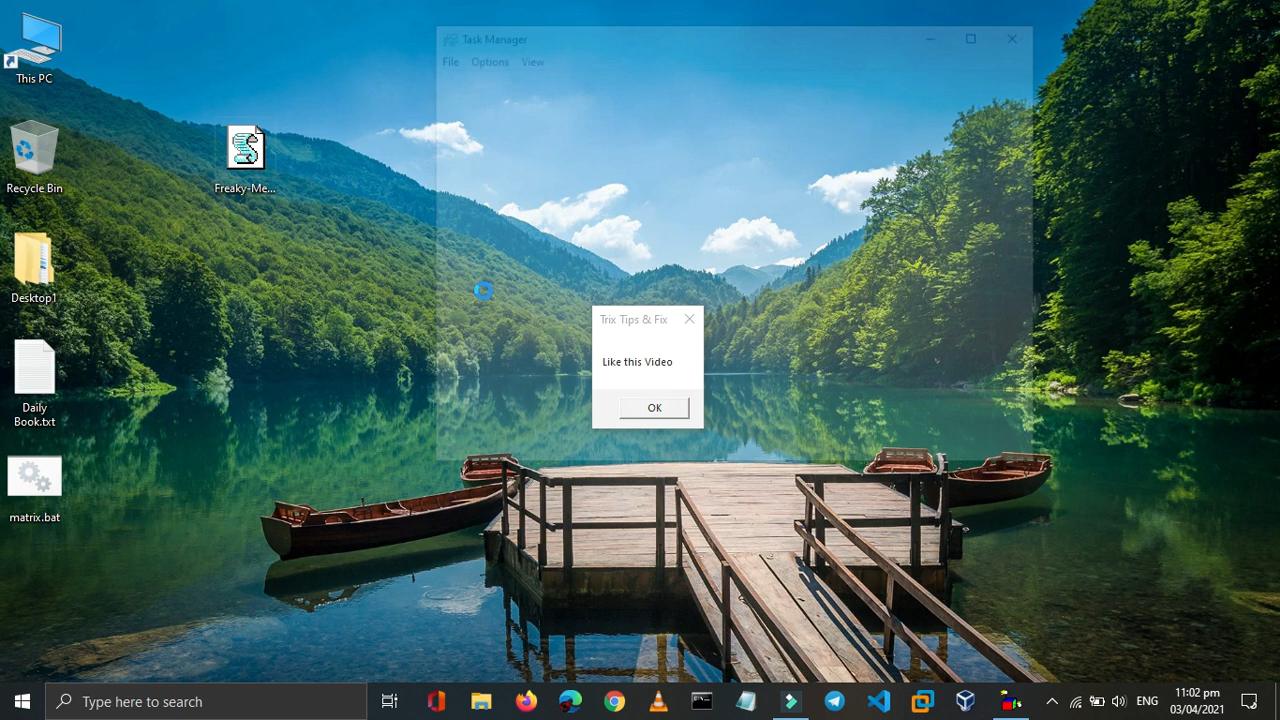 This PC
Recycle Bin
Desktop1
Daily
Book.txt
matrix.bat
Freaky-Me...
Task Manager
File Options View
Trix Tips & Fix
Like this Video
OK
Type here to search
ENG
11:02 pm
03/04/2021